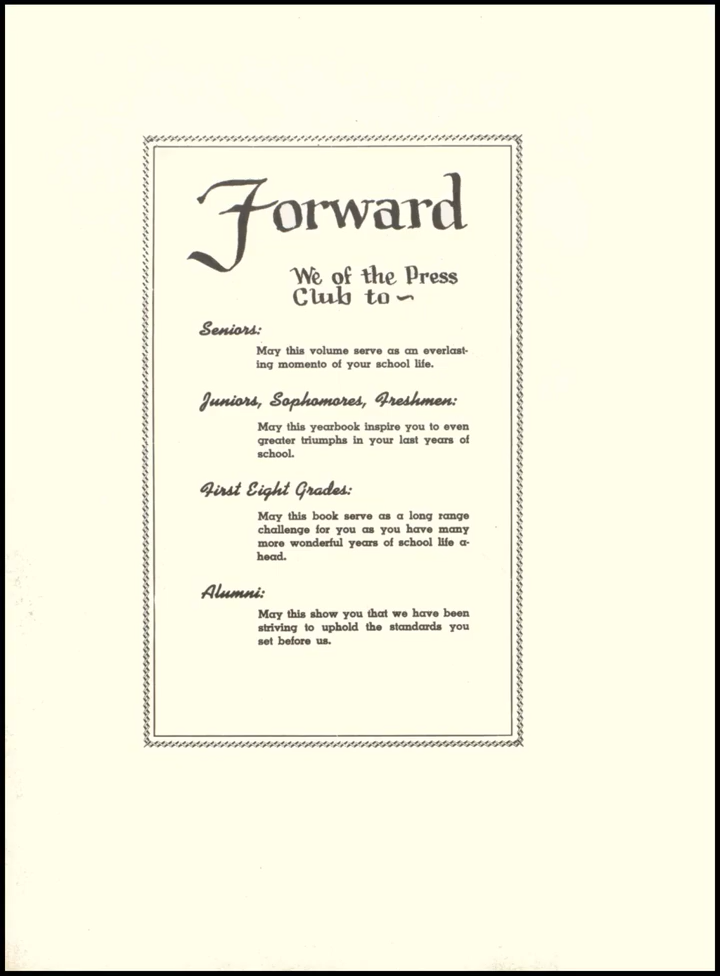 Forward
We of the Press
Club to ~
Seniors:
May this volume serve as an everlast-
ing momento of your school life.
Juniors, Sophomores, Freshmen:
May this yearbook inspire you to even
greater triumphs in your last years of
school.
First Eight Grades:
May this book serve as a long range
challenge for you as you have many
more wonderful years of school life a-
head.
Alumni:
May this show you that we have been
striving to uphold the standards you
set before us.